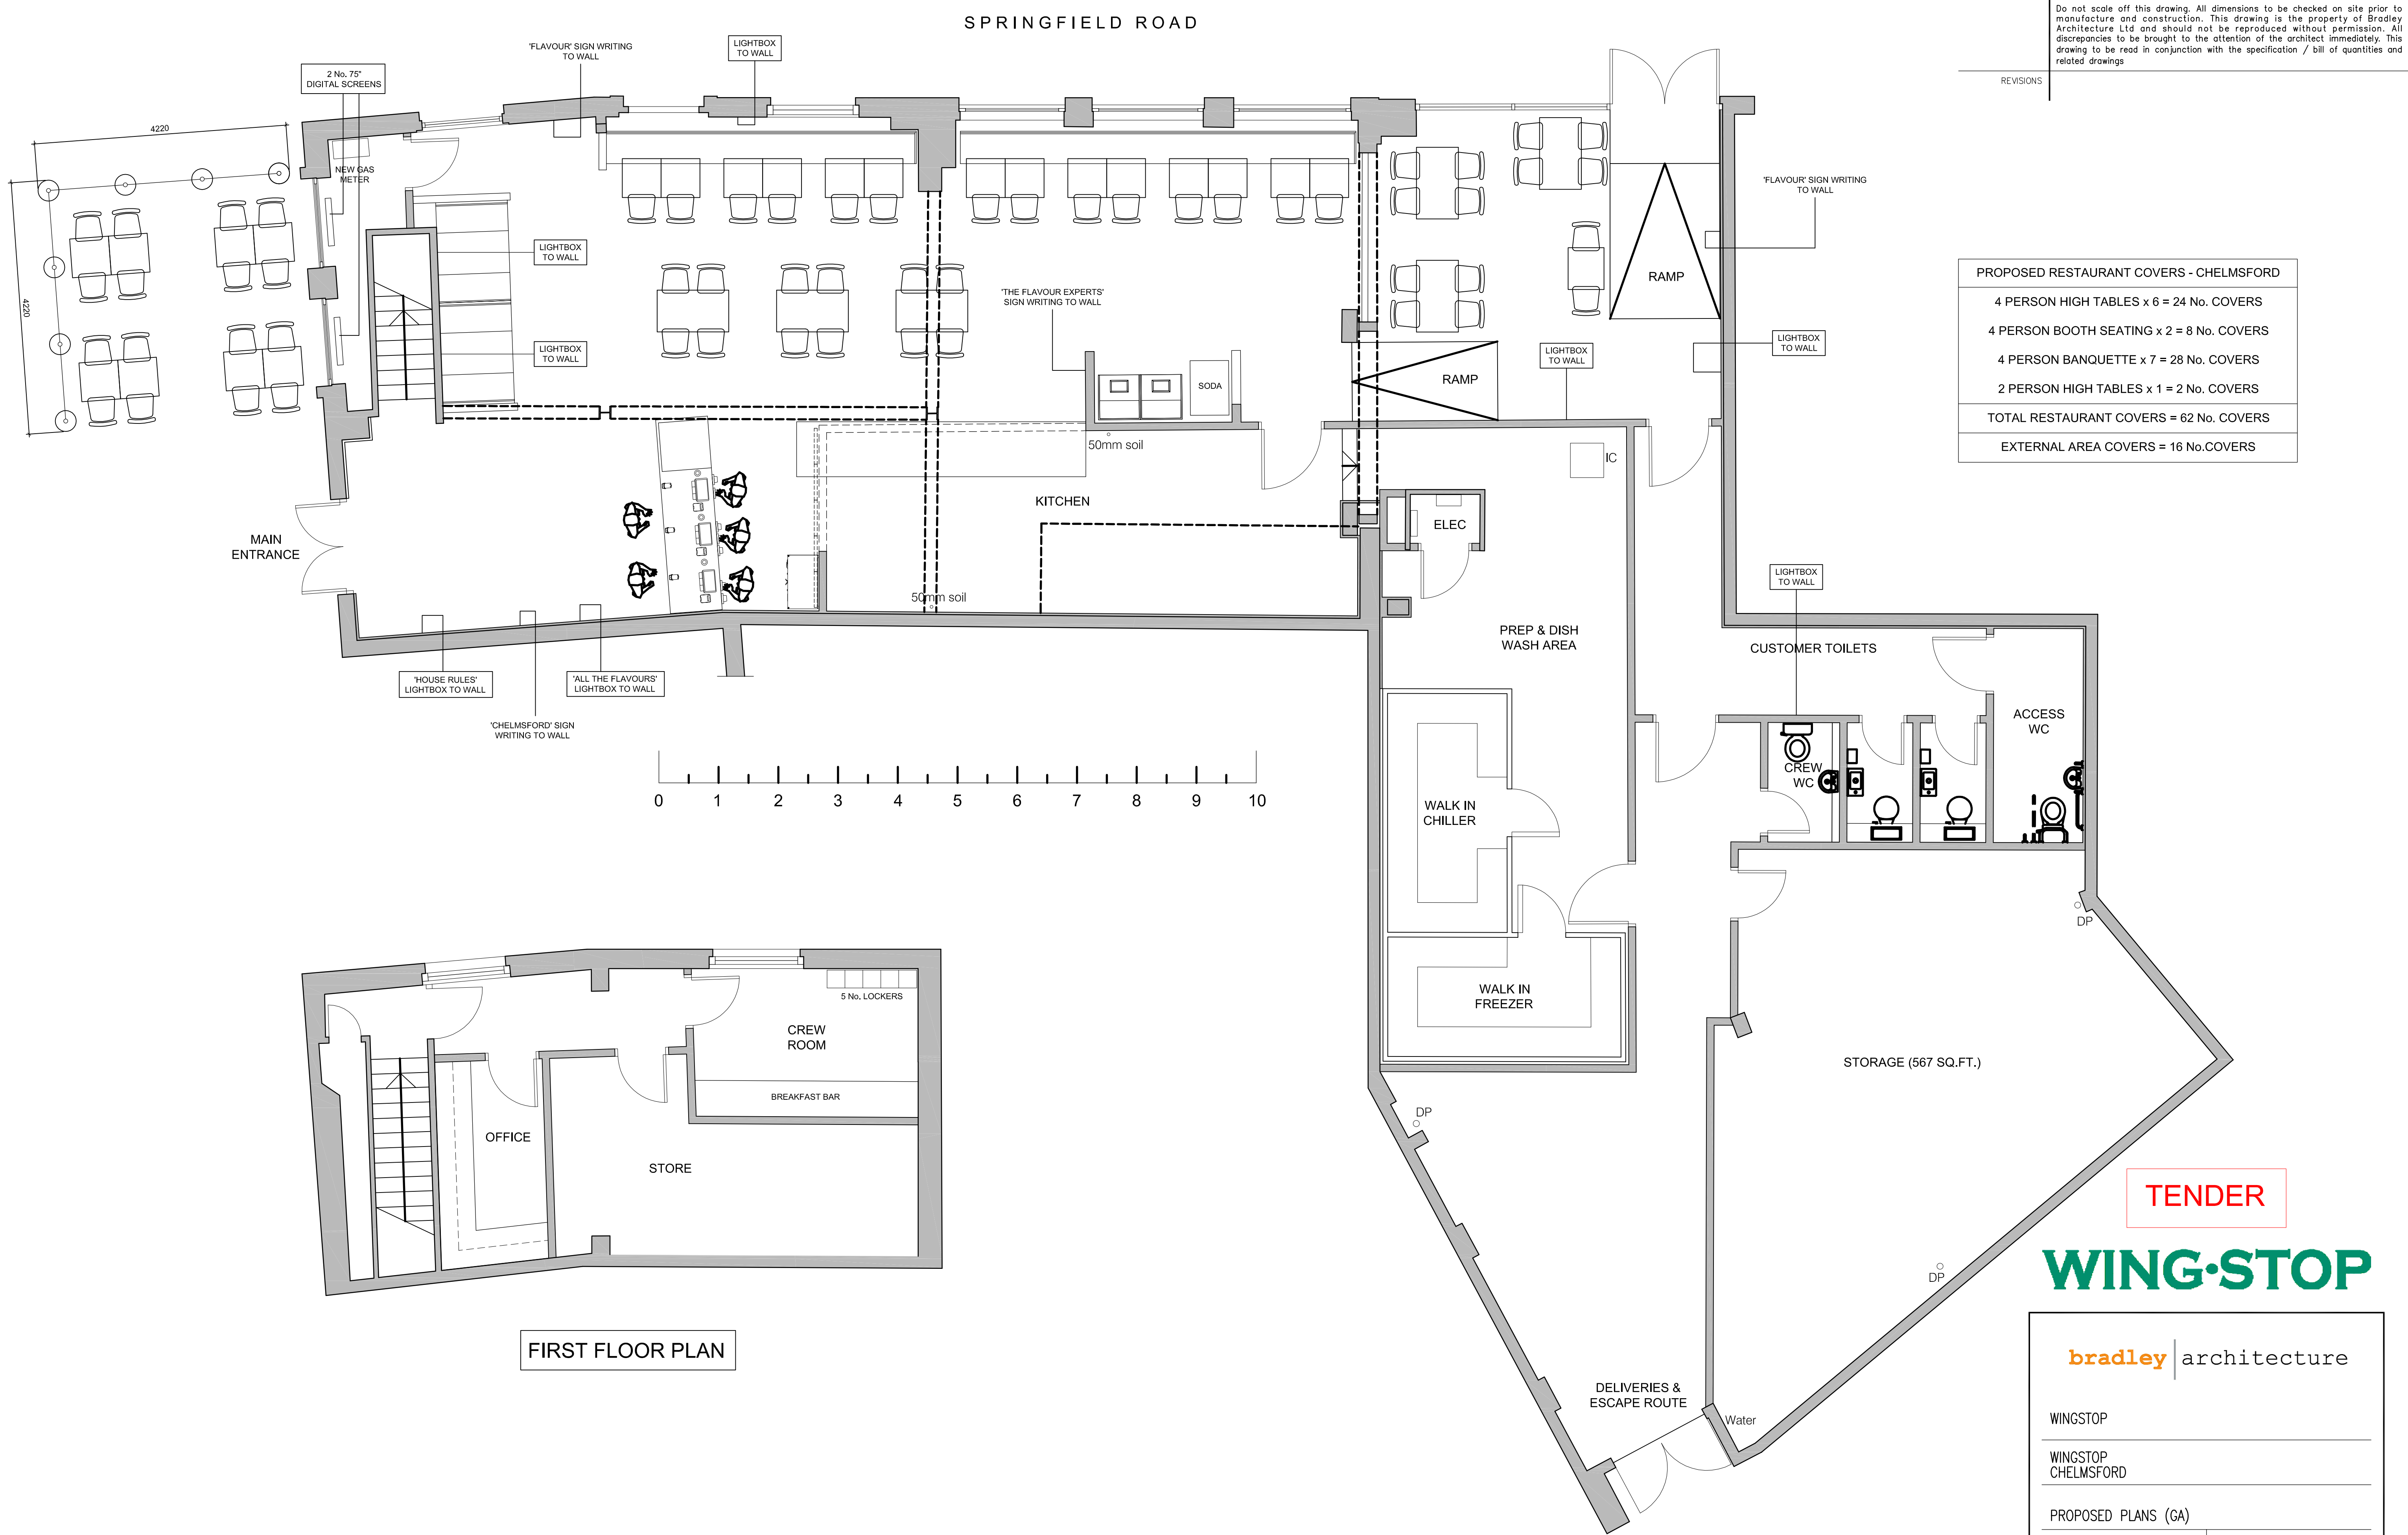 SPRINGFIELD ROAD
Do not scale off this drawing. All dimensions to be checked on site prior to
manufacture and construction. This drawing is the property of Bradley
Architecture Ltd and should not be reproduced without permission. All
discrepancies to be brought to the attention of the architect immediately. This
drawing to be read in conjunction with the specification / bill of quantities and
related drawings
REVISIONS
'FLAVOUR' SIGN WRITING
TO WALL
LIGHTBOX
TO WALL
2 No. 75"
DIGITAL SCREENS
4220
4220
NEW GAS
METER
LIGHTBOX
TO WALL
LIGHTBOX
TO WALL
'THE FLAVOUR EXPERTS'
SIGN WRITING TO WALL
SODA
RAMP
RAMP
LIGHTBOX
TO WALL
'FLAVOUR' SIGN WRITING
TO WALL
LIGHTBOX
TO WALL
PROPOSED RESTAURANT COVERS - CHELMSFORD
4 PERSON HIGH TABLES x 6 = 24 No. COVERS
4 PERSON BOOTH SEATING x 2 = 8 No. COVERS
4 PERSON BANQUETTE x 7 = 28 No. COVERS
2 PERSON HIGH TABLES x 1 = 2 No. COVERS
TOTAL RESTAURANT COVERS = 62 No. COVERS
EXTERNAL AREA COVERS = 16 No.COVERS
50mm soil
IC
KITCHEN
ELEC
MAIN
ENTRANCE
50mm soil
LIGHTBOX
TO WALL
PREP & DISH
WASH AREA
CUSTOMER TOILETS
'HOUSE RULES'
LIGHTBOX TO WALL
'ALL THE FLAVOURS'
LIGHTBOX TO WALL
'CHELMSFORD' SIGN
WRITING TO WALL
ACCESS
WC
CREW
WC
0 1 2 3 4 5 6 7 8 9 10
WALK IN
CHILLER
DP
WALK IN
FREEZER
5 No. LOCKERS
CREW
ROOM
BREAKFAST BAR
OFFICE
STORE
STORAGE (567 SQ.FT.)
DP
DP
TENDER
WING•STOP
FIRST FLOOR PLAN
DELIVERIES &
ESCAPE ROUTE
Water
bradley architecture
WINGSTOP
WINGSTOP
CHELMSFORD
PROPOSED PLANS (GA)